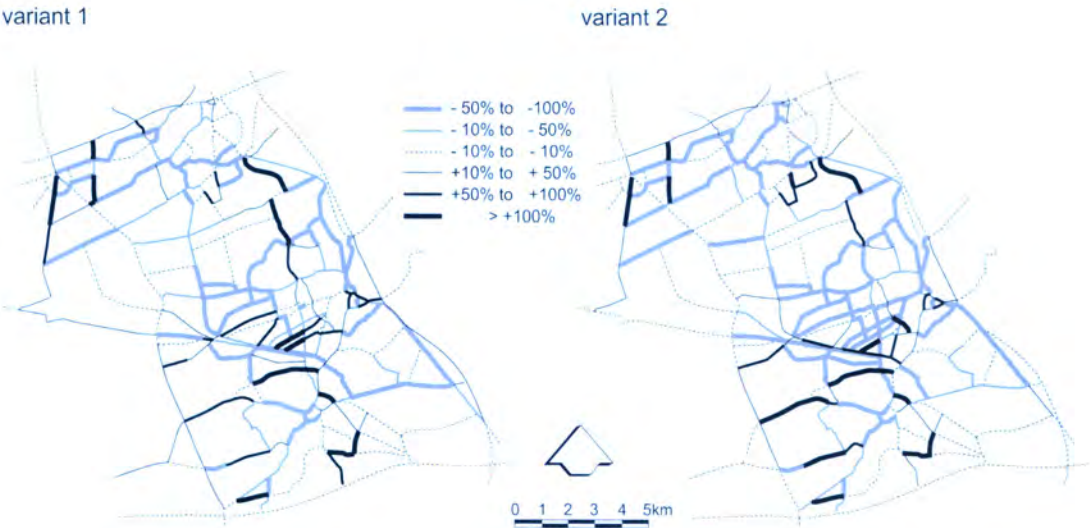 variant 1
variant 2
- 50% to -100%
- 10% to - 50%
- 10% to - 10%
+10% to + 50%
+50% to +100%
> +100%
0 1 2 3 4 5km